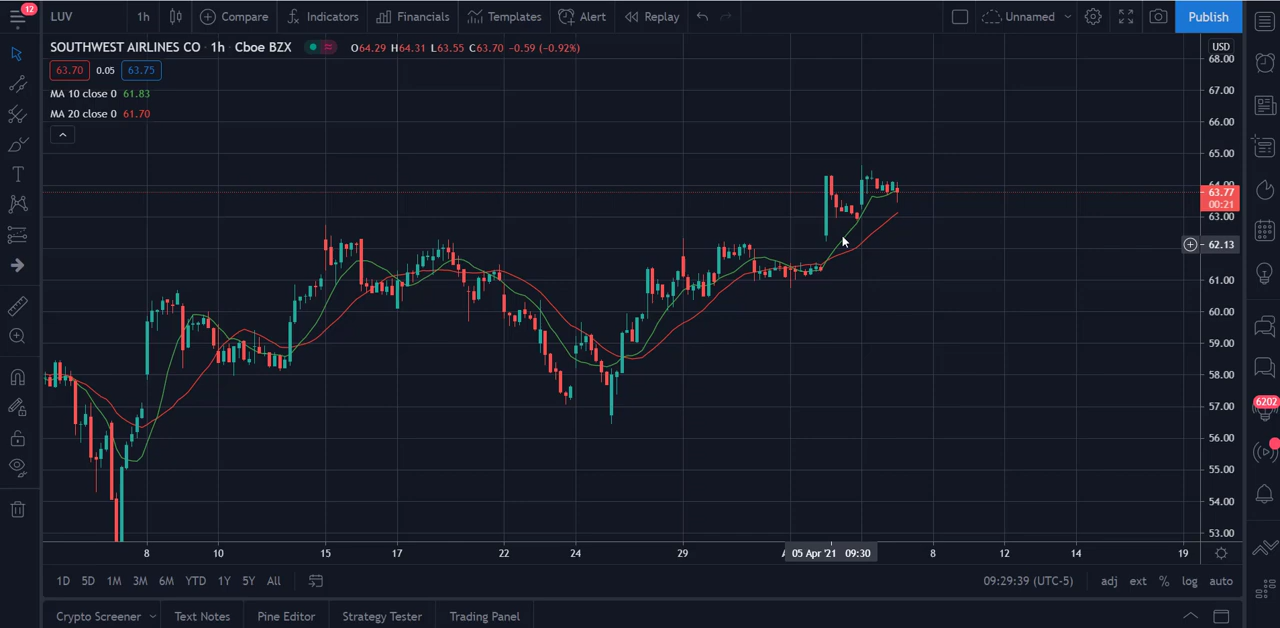 12
LUV 1h Compare Indicators Financials Templates Alert Replay Unnamed Publish
SOUTHWEST AIRLINES CO · 1h · Cboe BZX O64.29 H64.31 L63.55 C63.70 −0.59 (−0.92%)
USD
63.70 0.05 63.75
MA 10 close 0 61.83
MA 20 close 0 61.70
68.00
67.00
66.00
65.00
64.00
63.77
00:21
63.00
62.13
61.00
60.00
59.00
58.00
57.00
56.00
55.00
54.00
53.00
6202
8 10 15 17 22 24 29 05 Apr '21 09:30 8 12 14 19
1D 5D 1M 3M 6M YTD 1Y 5Y All 09:29:39 (UTC-5) adj ext % log auto
Crypto Screener Text Notes Pine Editor Strategy Tester Trading Panel